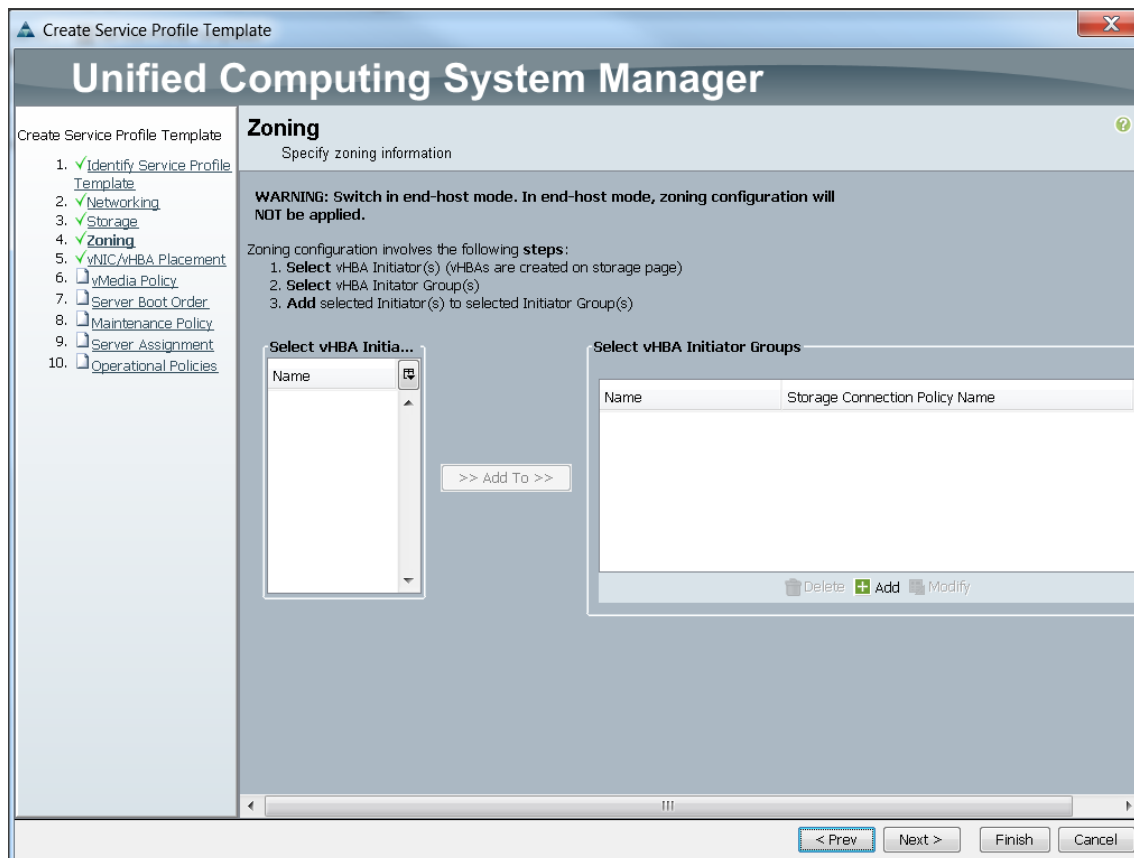 Create Service Profile Template
Unified Computing System Manager
Create Service Profile Template
1. Identify Service Profile
Template
2. Networking
3. Storage
4. Zoning
5. vNIC/vHBA Placement
6. vMedia Policy
7. Server Boot Order
8. Maintenance Policy
9. Server Assignment
10. Operational Policies
Zoning
Specify zoning information
WARNING: Switch in end-host mode. In end-host mode, zoning configuration will
NOT be applied.
Zoning configuration involves the following steps:
1. Select vHBA Initiator(s) (vHBAs are created on storage page)
2. Select vHBA Initator Group(s)
3. Add selected Initiator(s) to selected Initiator Group(s)
Select vHBA Initia...
Name
>> Add To >>
Select vHBA Initiator Groups
Name Storage Connection Policy Name
Delete Add Modify
< Prev Next > Finish Cancel